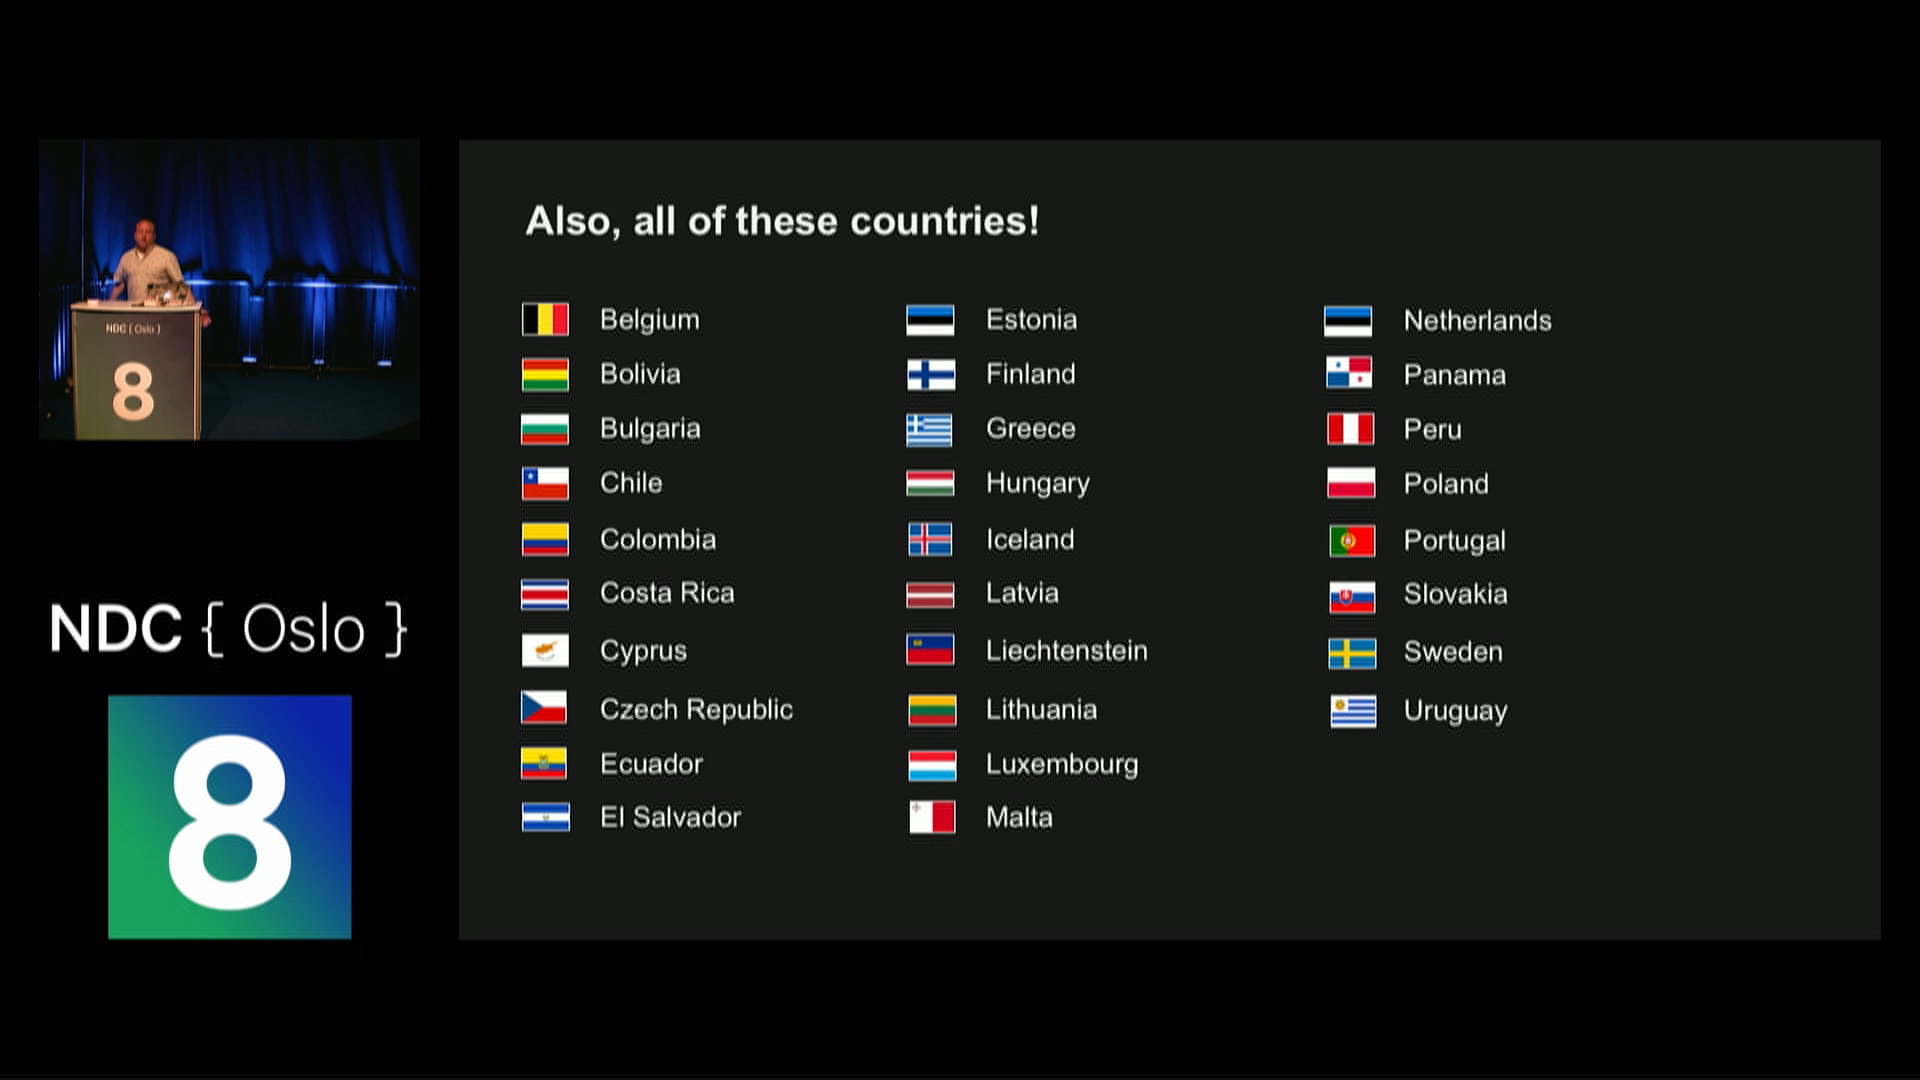 Also, all of these countries!
Belgium
Bolivia
Bulgaria
Chile
Colombia
Costa Rica
Cyprus
Czech Republic
Ecuador
El Salvador
Estonia
Finland
Greece
Hungary
Iceland
Latvia
Liechtenstein
Lithuania
Luxembourg
Malta
Netherlands
Panama
Peru
Poland
Portugal
Slovakia
Sweden
Uruguay
NDC { Oslo }
8
NDC { Oslo }
8